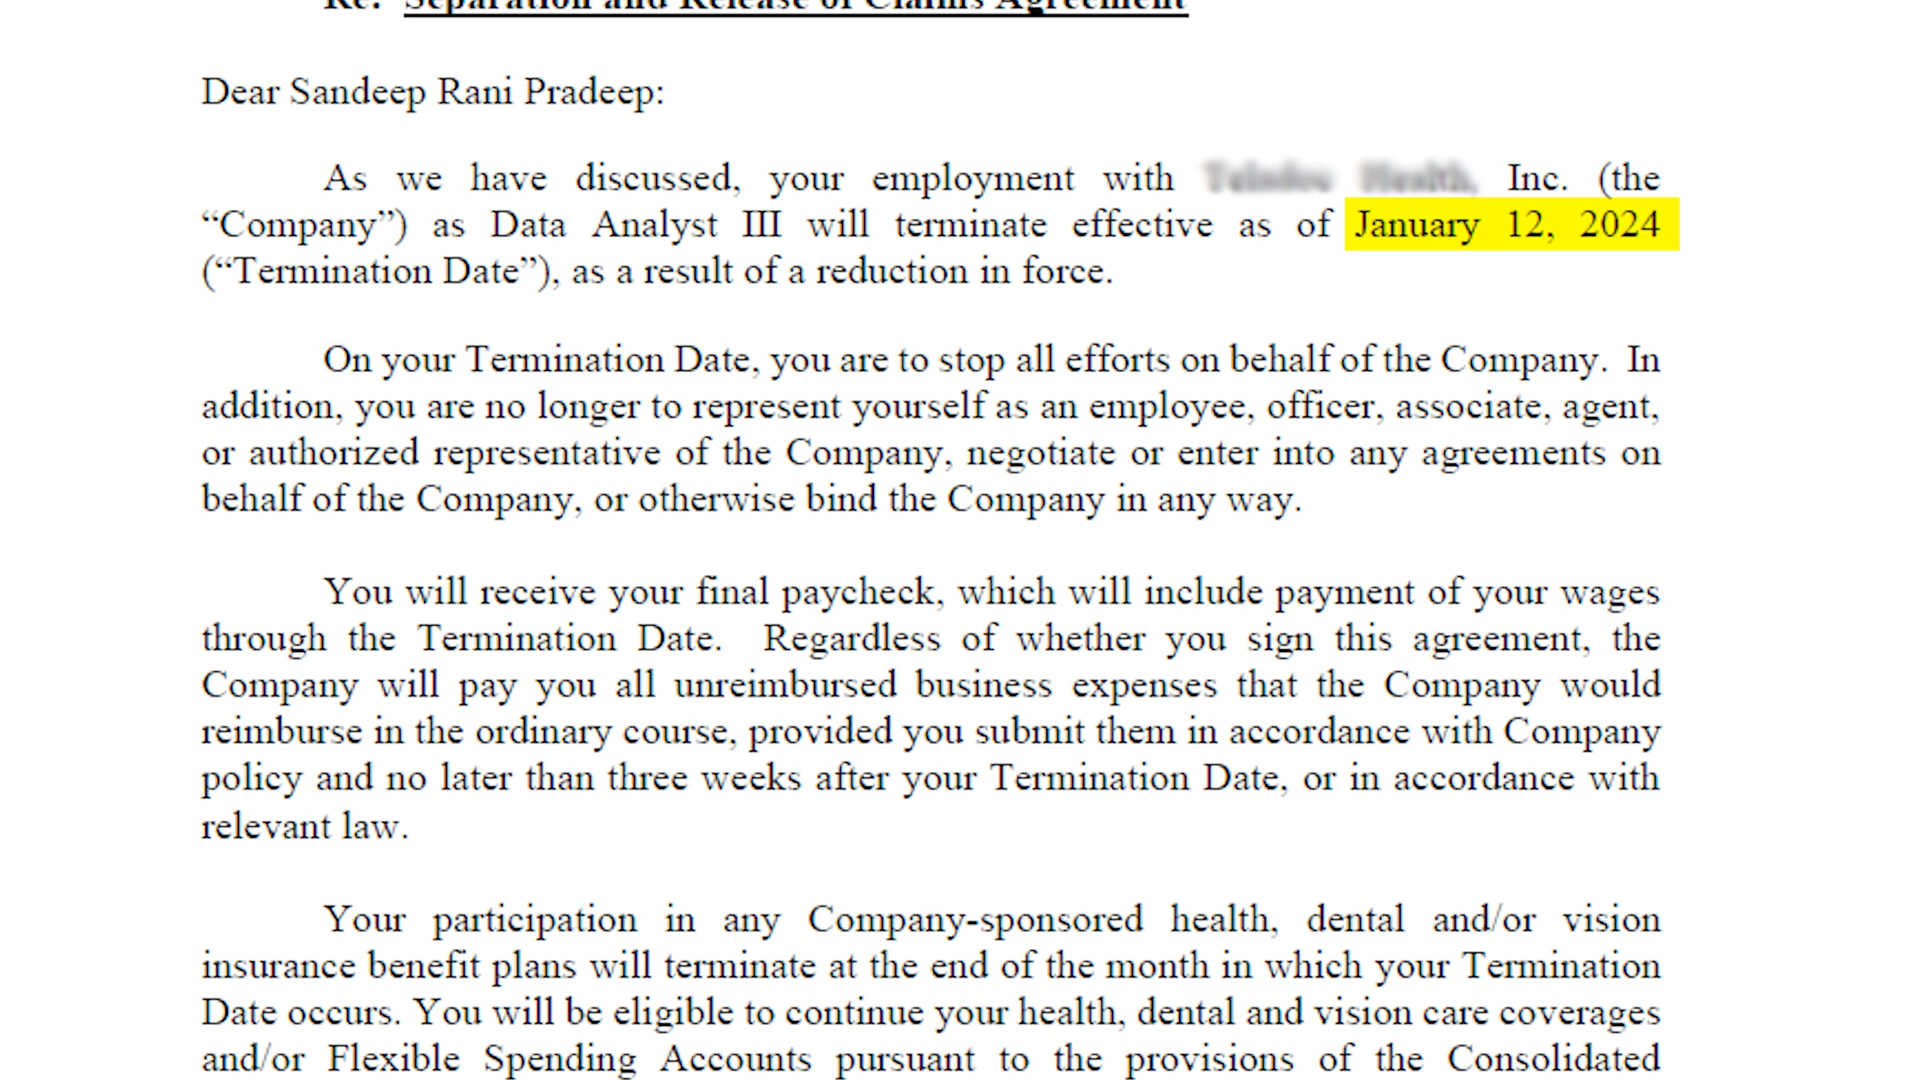 Re: Separation and Release of Claims Agreement
Dear Sandeep Rani Pradeep:
As we have discussed, your employment with Inc. (the
“Company”) as Data Analyst III will terminate effective as of January 12, 2024
(“Termination Date”), as a result of a reduction in force.
On your Termination Date, you are to stop all efforts on behalf of the Company. In
addition, you are no longer to represent yourself as an employee, officer, associate, agent,
or authorized representative of the Company, negotiate or enter into any agreements on
behalf of the Company, or otherwise bind the Company in any way.
You will receive your final paycheck, which will include payment of your wages
through the Termination Date. Regardless of whether you sign this agreement, the
Company will pay you all unreimbursed business expenses that the Company would
reimburse in the ordinary course, provided you submit them in accordance with Company
policy and no later than three weeks after your Termination Date, or in accordance with
relevant law.
Your participation in any Company-sponsored health, dental and/or vision
insurance benefit plans will terminate at the end of the month in which your Termination
Date occurs. You will be eligible to continue your health, dental and vision care coverages
and/or Flexible Spending Accounts pursuant to the provisions of the Consolidated